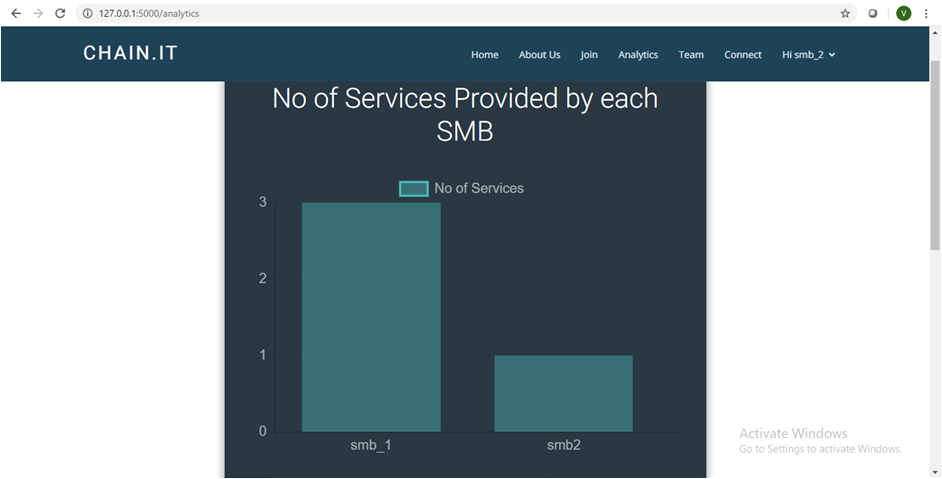 127.0.0.1:5000/analytics
V
CHAIN.IT
Home About Us Join Analytics Team Connect Hi smb_2
No of Services Provided by each
SMB
No of Services
3
2
1
0
smb_1 smb2
Activate Windows
Go to Settings to activate Windows.